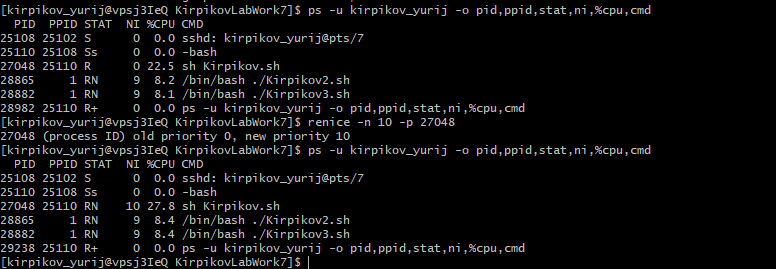 [kirpikov_yurij@vpsj3IeQ KirpikovLabWork7]$ ps -u kirpikov_yurij -o pid,ppid,stat,ni,%cpu,cmd
  PID  PPID STAT  NI %CPU CMD
25108 25102 S      0  0.0 sshd: kirpikov_yurij@pts/7
25110 25108 Ss     0  0.0 -bash
27048 25110 R      0 22.5 sh Kirpikov.sh
28865     1 RN     9  8.2 /bin/bash ./Kirpikov2.sh
28882     1 RN     9  8.1 /bin/bash ./Kirpikov3.sh
28982 25110 R+     0  0.0 ps -u kirpikov_yurij -o pid,ppid,stat,ni,%cpu,cmd
[kirpikov_yurij@vpsj3IeQ KirpikovLabWork7]$ renice -n 10 -p 27048
27048 (process ID) old priority 0, new priority 10
[kirpikov_yurij@vpsj3IeQ KirpikovLabWork7]$ ps -u kirpikov_yurij -o pid,ppid,stat,ni,%cpu,cmd
  PID  PPID STAT  NI %CPU CMD
25108 25102 S      0  0.0 sshd: kirpikov_yurij@pts/7
25110 25108 Ss     0  0.0 -bash
27048 25110 RN    10 27.8 sh Kirpikov.sh
28865     1 RN     9  8.4 /bin/bash ./Kirpikov2.sh
28882     1 RN     9  8.4 /bin/bash ./Kirpikov3.sh
29238 25110 R+     0  0.0 ps -u kirpikov_yurij -o pid,ppid,stat,ni,%cpu,cmd
[kirpikov_yurij@vpsj3IeQ KirpikovLabWork7]$